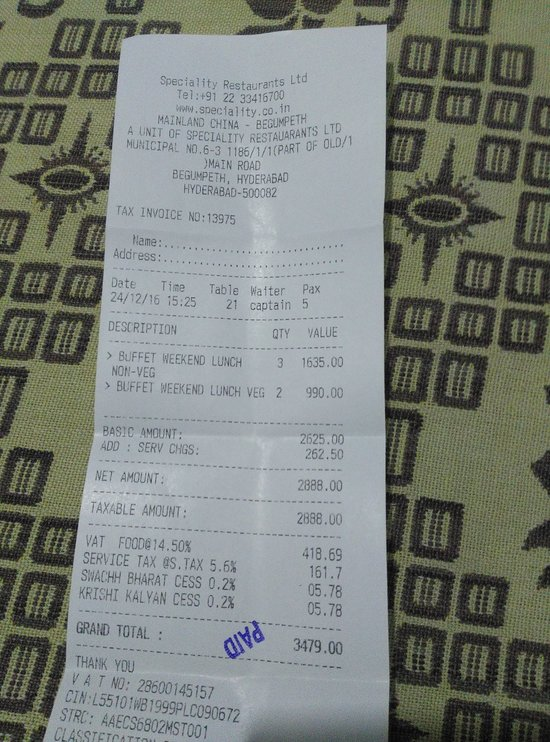 Speciality Restaurants Ltd
Tel:+91 22 33416700
www.speciality.co.in
MAINLAND CHINA - BEGUMPETH
A UNIT OF SPECIALITY RESTAUARANTS LTD
MUNICIPAL NO.6-3 1186/1/1(PART OF OLD/1
)MAIN ROAD
BEGUMPETH, HYDERABAD
HYDERABAD-500082
TAX INVOICE NO:13975
Name:......................................
Address:...................................
Date Time Table Waiter Pax
24/12/16 15:25 21 captain 5
DESCRIPTION QTY VALUE
> BUFFET WEEKEND LUNCH 3 1635.00
NON-VEG
> BUFFET WEEKEND LUNCH VEG 2 990.00
BASIC AMOUNT: 2625.00
ADD : SERV CHGS: 262.50
NET AMOUNT: 2888.00
TAXABLE AMOUNT: 2888.00
VAT FOOD@14.50% 418.69
SERVICE TAX @S.TAX 5.6% 161.7
SWACHH BHARAT CESS 0.2% 05.78
KRISHI KALYAN CESS 0.2% 05.78
GRAND TOTAL : 3479.00
PAID
THANK YOU
V A T NO: 28600145157
CIN:L55101WB1999PLC090672
STRC: AAECS6802MST001